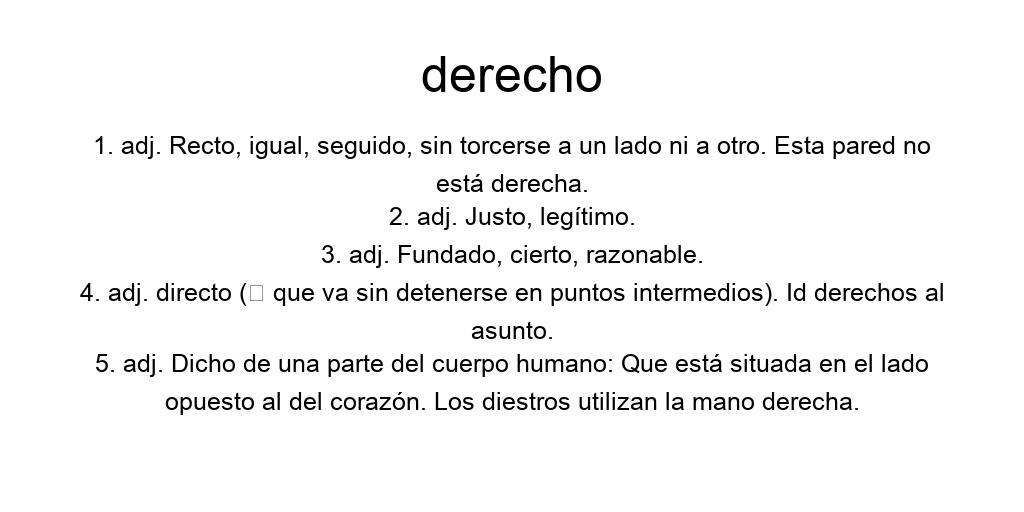 derecho
1. adj. Recto, igual, seguido, sin torcerse a un lado ni a otro. Esta pared no
está derecha.
2. adj. Justo, legítimo.
3. adj. Fundado, cierto, razonable.
4. adj. directo (□ que va sin detenerse en puntos intermedios). Id derechos al
asunto.
5. adj. Dicho de una parte del cuerpo humano: Que está situada en el lado
opuesto al del corazón. Los diestros utilizan la mano derecha.